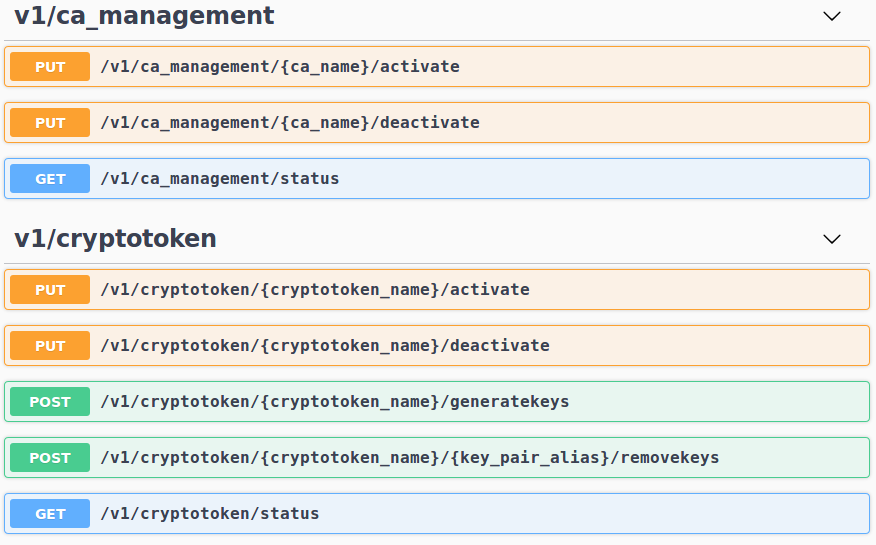 v1/ca_management
PUT /v1/ca_management/{ca_name}/activate
PUT /v1/ca_management/{ca_name}/deactivate
GET /v1/ca_management/status
v1/cryptotoken
PUT /v1/cryptotoken/{cryptotoken_name}/activate
PUT /v1/cryptotoken/{cryptotoken_name}/deactivate
POST /v1/cryptotoken/{cryptotoken_name}/generatekeys
POST /v1/cryptotoken/{cryptotoken_name}/{key_pair_alias}/removekeys
GET /v1/cryptotoken/status